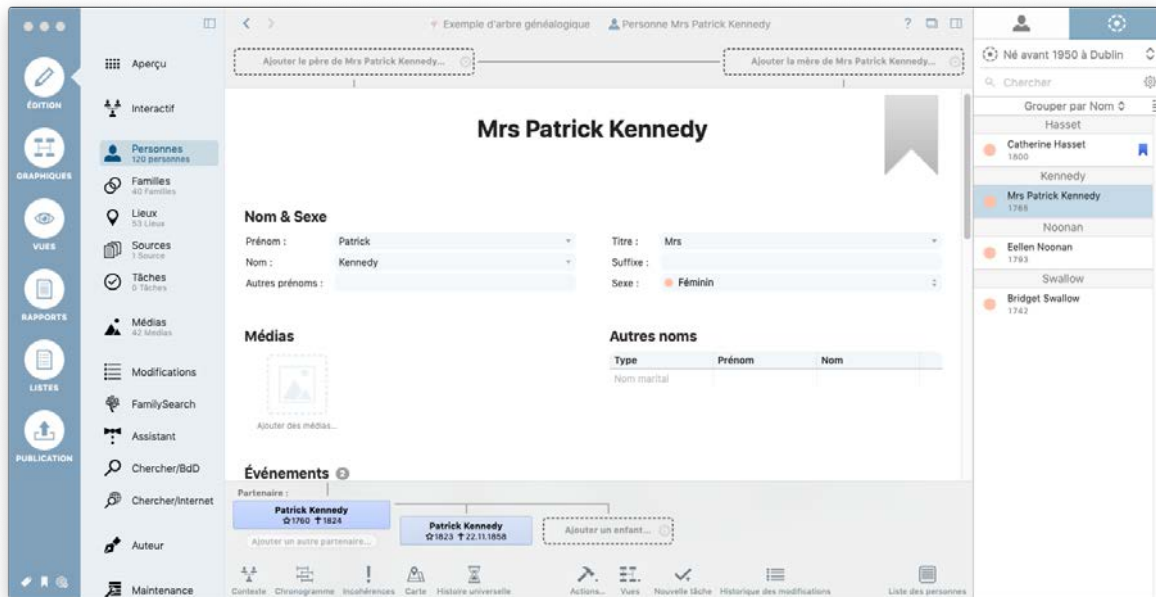 Exemple d'arbre généalogique
Personne Mrs Patrick Kennedy
?
ÉDITION
GRAPHIQUES
VUES
RAPPORTS
LISTES
PUBLICATION
Aperçu
Interactif
Personnes
120 personnes
Familles
40 Familles
Lieux
53 Lieux
Sources
1 Source
Tâches
0 Tâches
Médias
42 Medias
Modifications
FamilySearch
Assistant
Chercher/BdD
Chercher/Internet
Auteur
Maintenance
Ajouter le père de Mrs Patrick Kennedy...
Ajouter la mère de Mrs Patrick Kennedy...
Mrs Patrick Kennedy
Nom & Sexe
Prénom : Patrick
Nom : Kennedy
Autres prénoms :
Titre : Mrs
Suffixe :
Sexe : Féminin
Médias
Ajouter des médias...
Autres noms
Type Prénom Nom
Nom marital
Événements 2
Partenaire :
Patrick Kennedy
☆1760 †1824
Ajouter un autre partenaire...
Patrick Kennedy
☆1823 †22.11.1858
Ajouter un enfant...
Contexte Chronogramme Incohérences Carte Histoire universelle
Actions... Vues Nouvelle tâche Historique des modifications
Liste des personnes
Né avant 1950 à Dublin
Chercher
Grouper par Nom
Hasset
Catherine Hasset
1800
Kennedy
Mrs Patrick Kennedy
1765
Noonan
Eellen Noonan
1793
Swallow
Bridget Swallow
1742